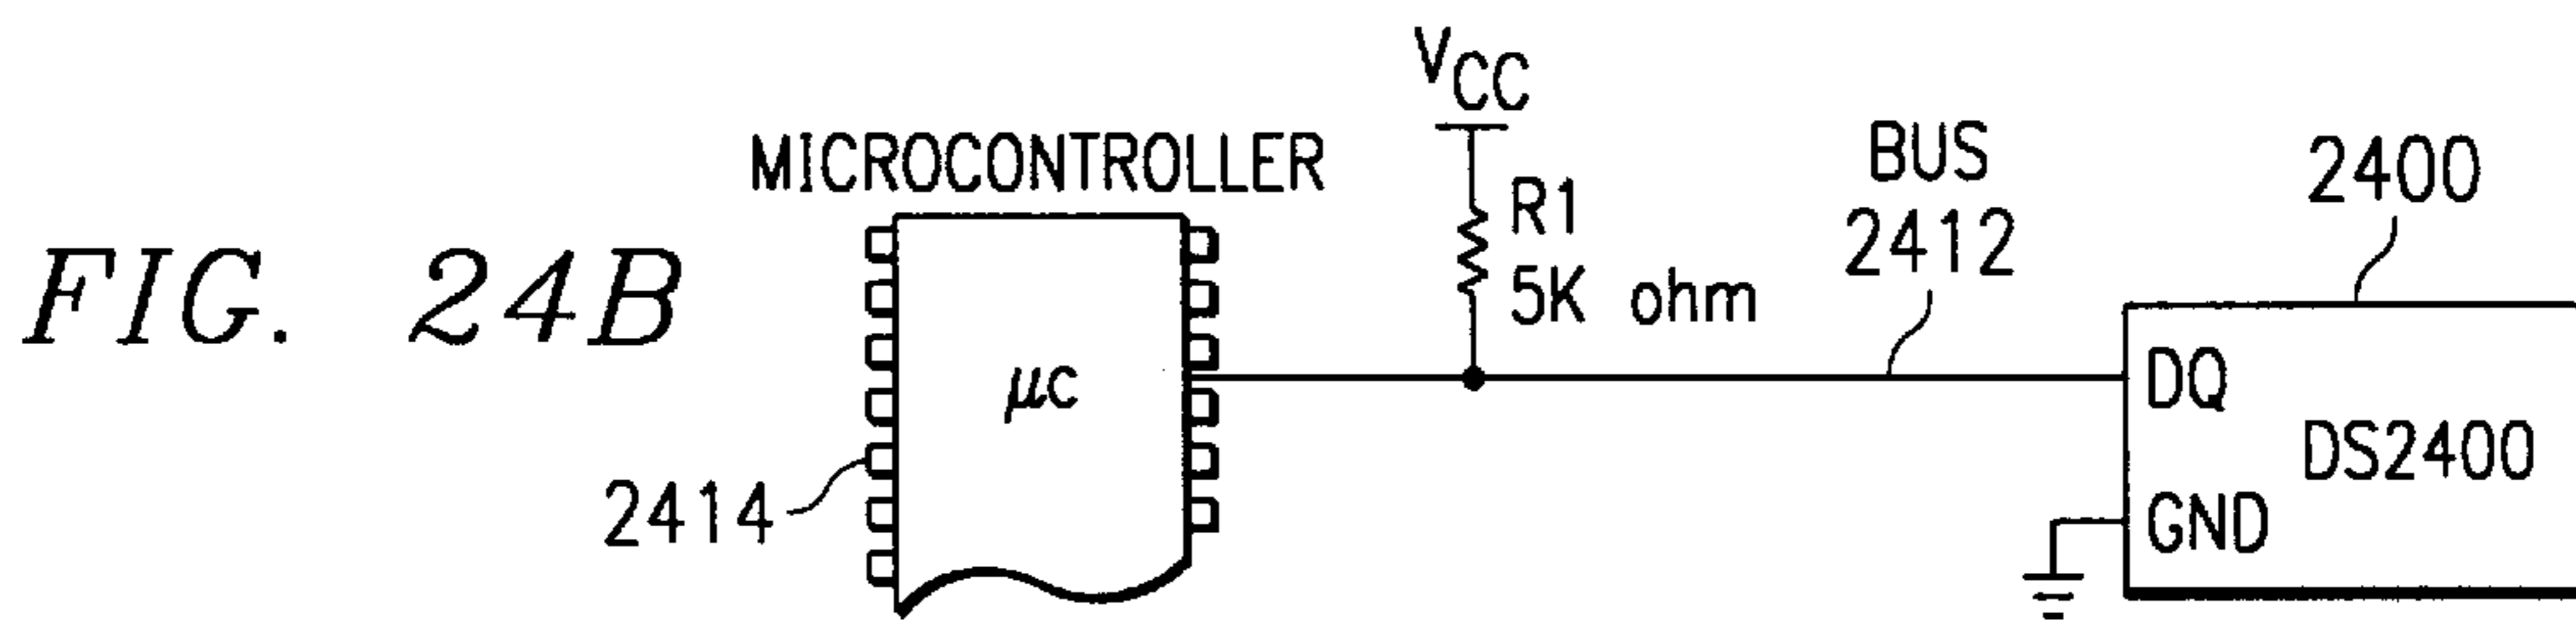 FIG. 24B
MICROCONTROLLER
μc
2414
VCC
R1
5K ohm
BUS
2412
2400
DQ
DS2400
GND